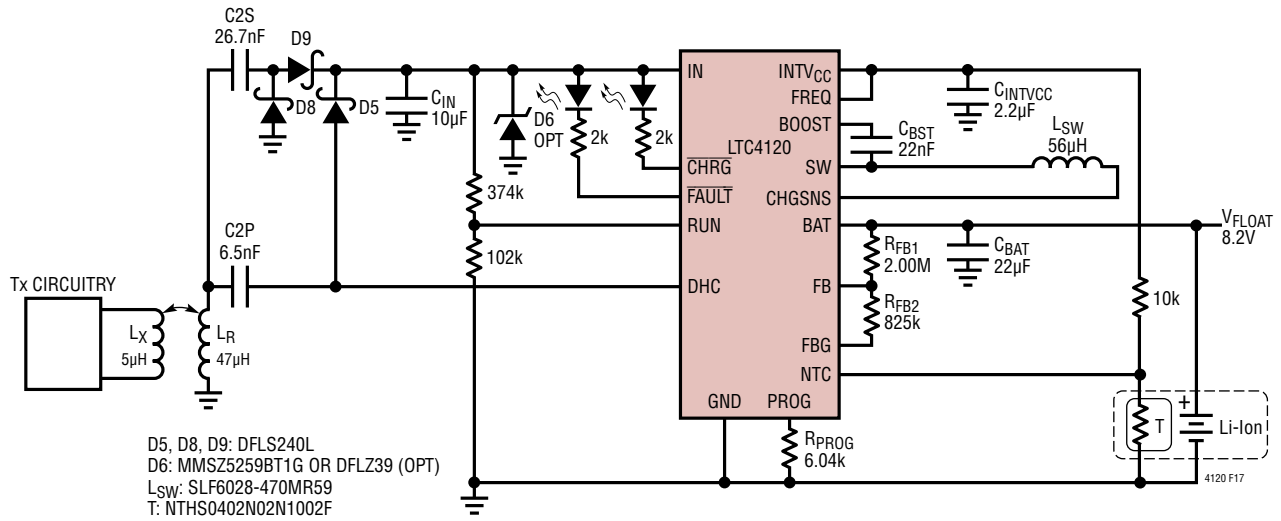 C2S
26.7nF
D9
D8
D5
CIN
10µF
D6
OPT
2k
2k
374k
102k
C2P
6.5nF
Tx CIRCUITRY
LX
5µH
LR
47µH
IN
CHRG
FAULT
RUN
DHC
GND
PROG
LTC4120
INTVCC
FREQ
BOOST
SW
CHGSNS
BAT
FB
FBG
NTC
CINTVCC
2.2µF
CBST
22nF
LSW
56µH
VFLOAT
8.2V
RFB1
2.00M
CBAT
22µF
RFB2
825k
10k
RPROG
6.04k
T
+
Li-Ion
4120 F17
D5, D8, D9: DFLS240L
D6: MMSZ5259BT1G OR DFLZ39 (OPT)
LSW: SLF6028-470MR59
T: NTHS0402N02N1002F